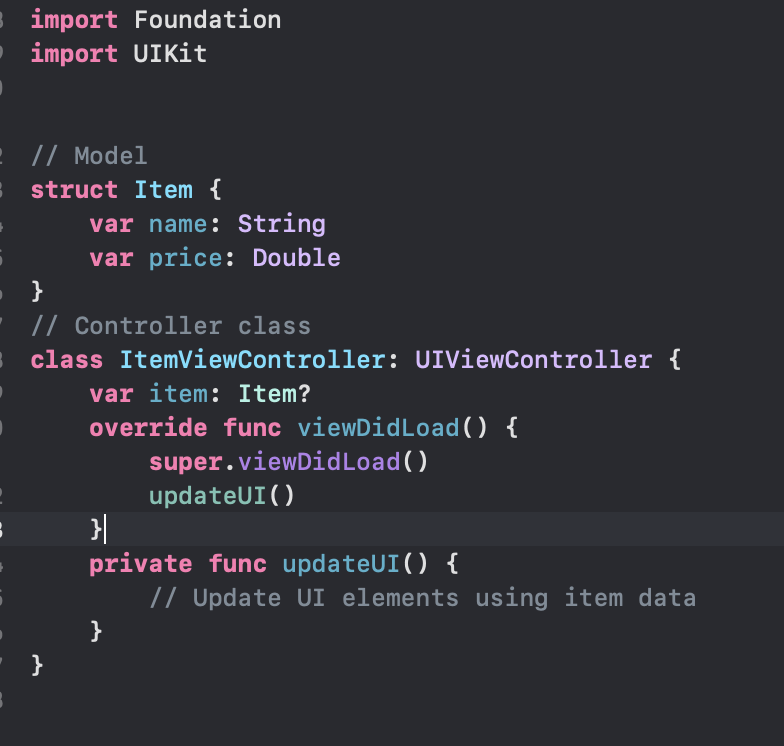 import Foundation
import UIKit
// Model
struct Item {
    var name: String
    var price: Double
}
// Controller class
class ItemViewController: UIViewController {
    var item: Item?
    override func viewDidLoad() {
        super.viewDidLoad()
        updateUI()
    }
    private func updateUI() {
        // Update UI elements using item data
    }
}